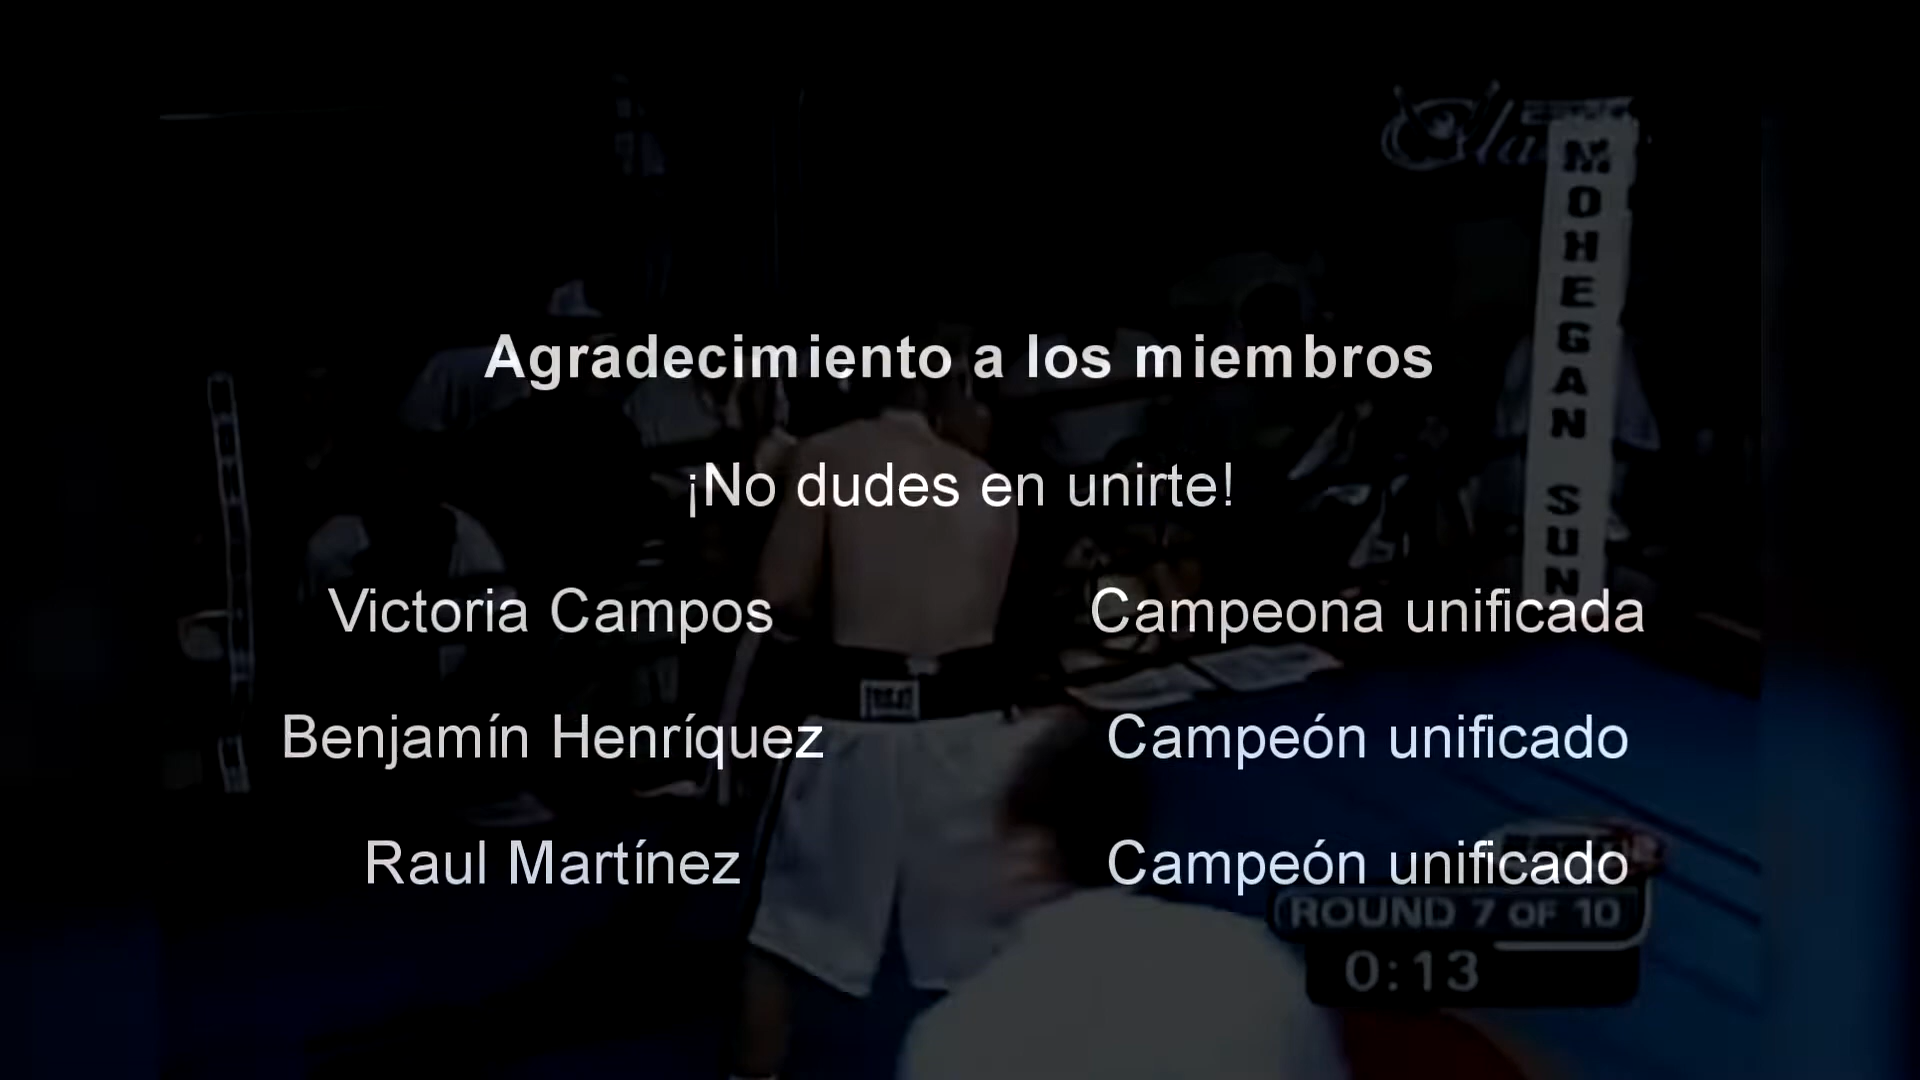 Agradecimiento a los miembros
¡No dudes en unirte!
Victoria Campos
Campeona unificada
Benjamín Henríquez
Campeón unificado
Raul Martínez
Campeón unificado
MOHEGAN SUN
ROUND 7 OF 10
0:13